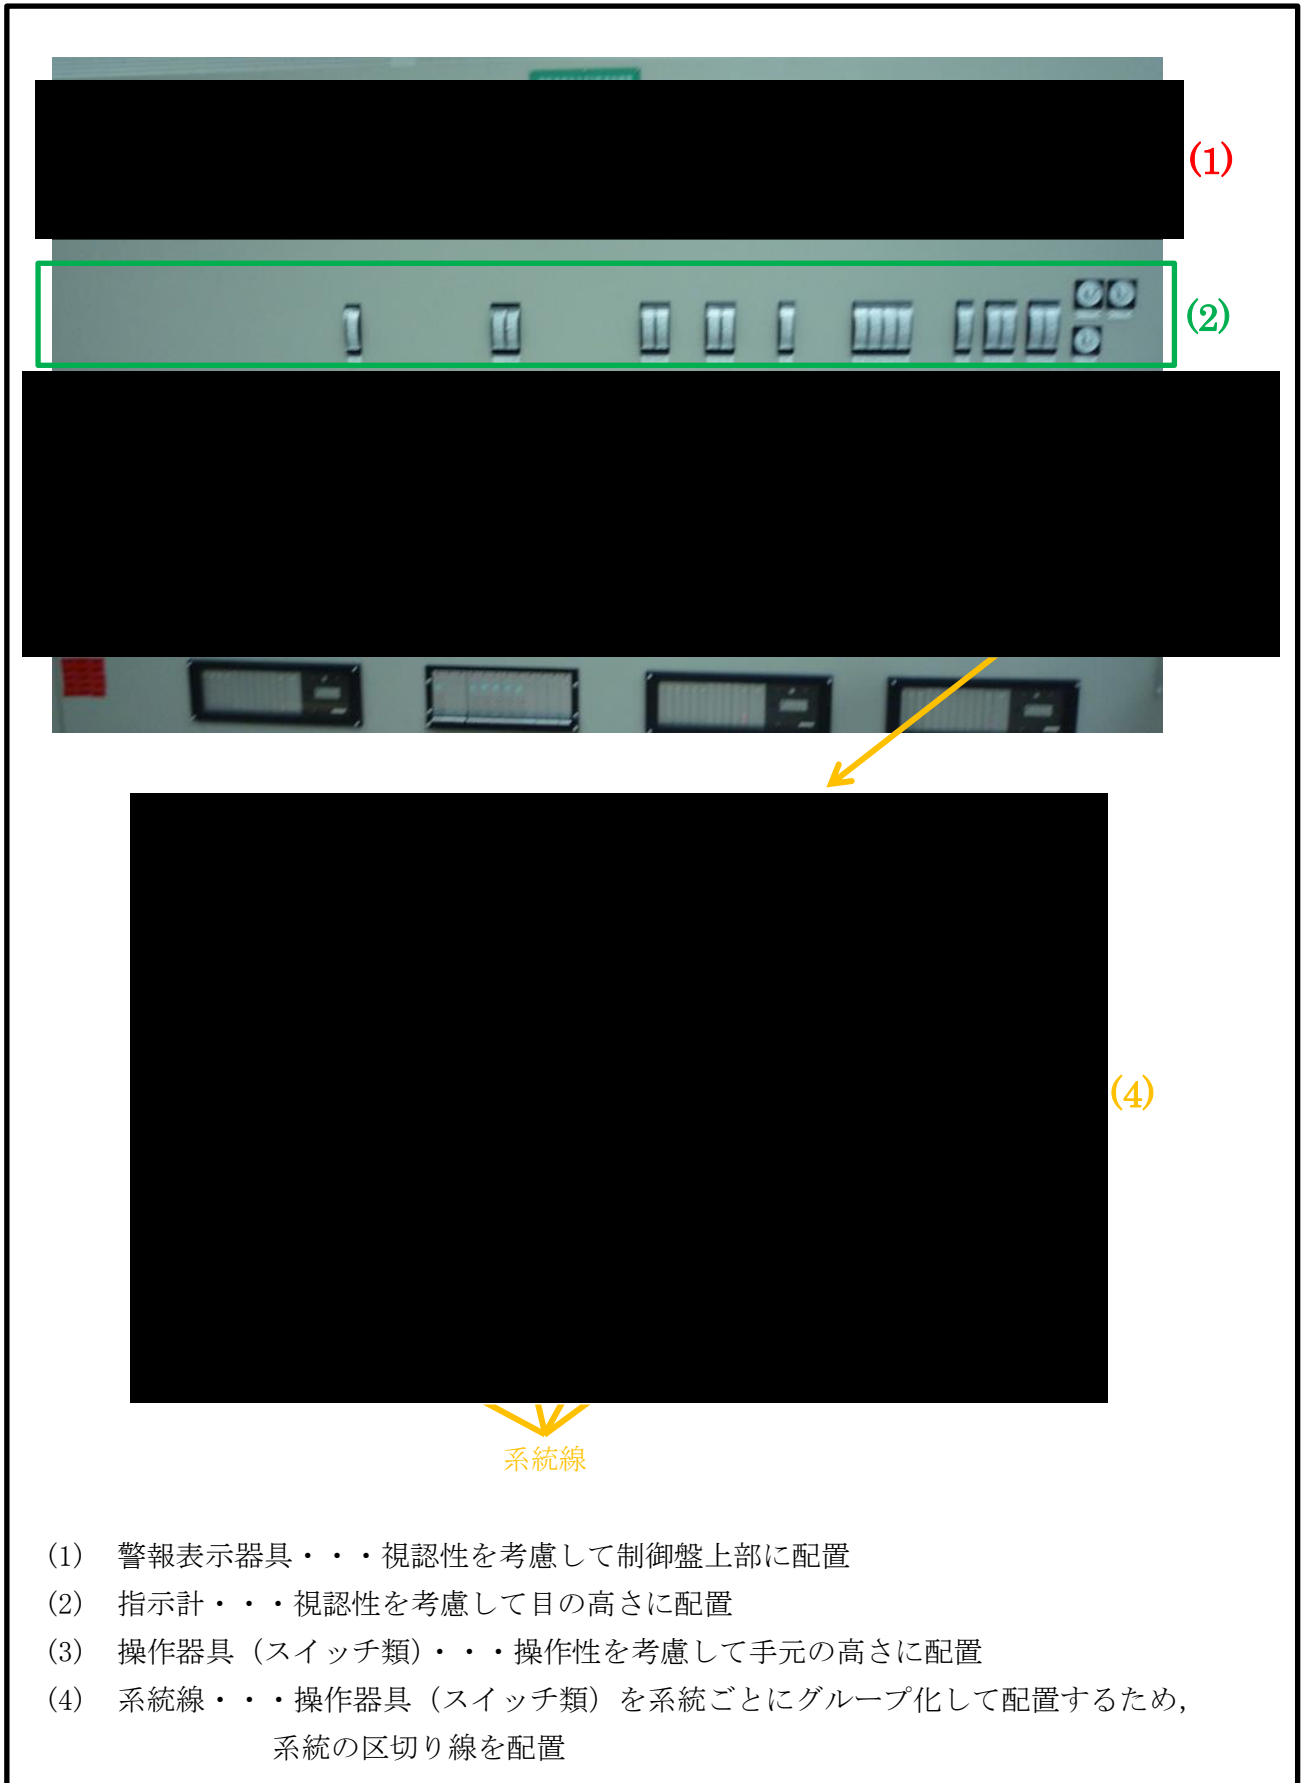 (1)
(2)
(4)
系統線
(1) 警報表示器具・・・視認性を考慮して制御盤上部に配置
(2) 指示計・・・視認性を考慮して目の高さに配置
(3) 操作器具（スイッチ類）・・・操作性を考慮して手元の高さに配置
(4) 系統線・・・操作器具（スイッチ類）を系統ごとにグループ化して配置するため，
系統の区切り線を配置